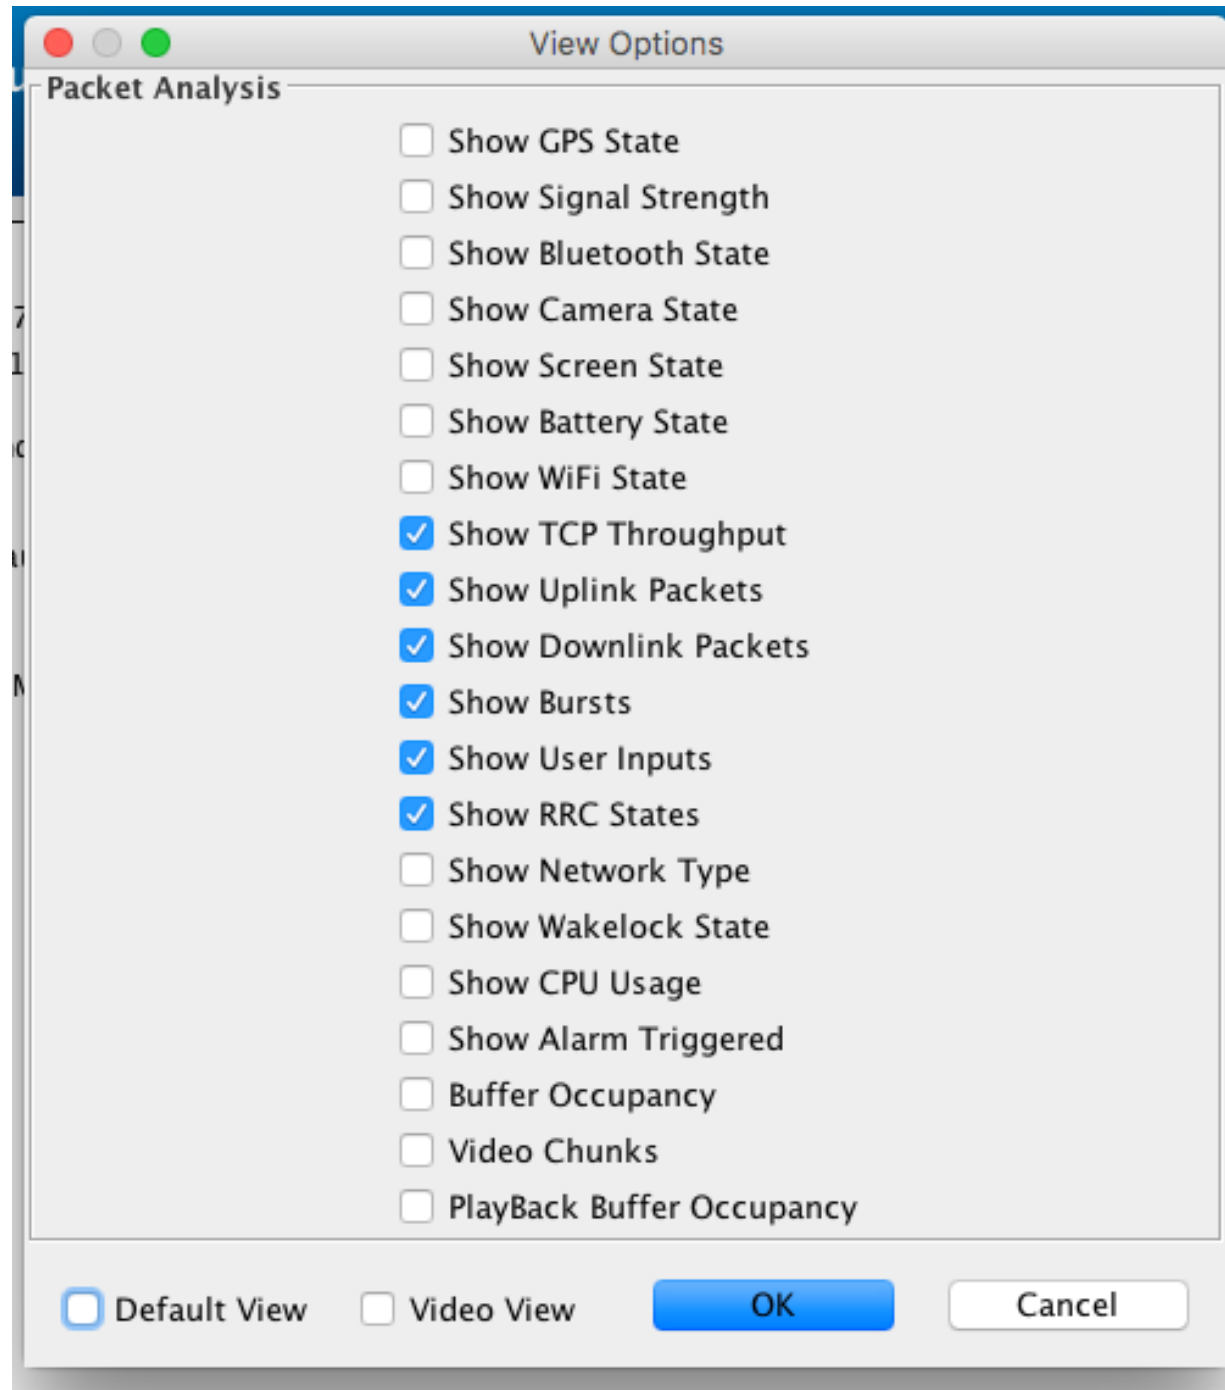 View Options
Packet Analysis
Show GPS State
Show Signal Strength
Show Bluetooth State
Show Camera State
Show Screen State
Show Battery State
Show WiFi State
Show TCP Throughput
Show Uplink Packets
Show Downlink Packets
Show Bursts
Show User Inputs
Show RRC States
Show Network Type
Show Wakelock State
Show CPU Usage
Show Alarm Triggered
Buffer Occupancy
Video Chunks
PlayBack Buffer Occupancy
Default View Video View OK Cancel